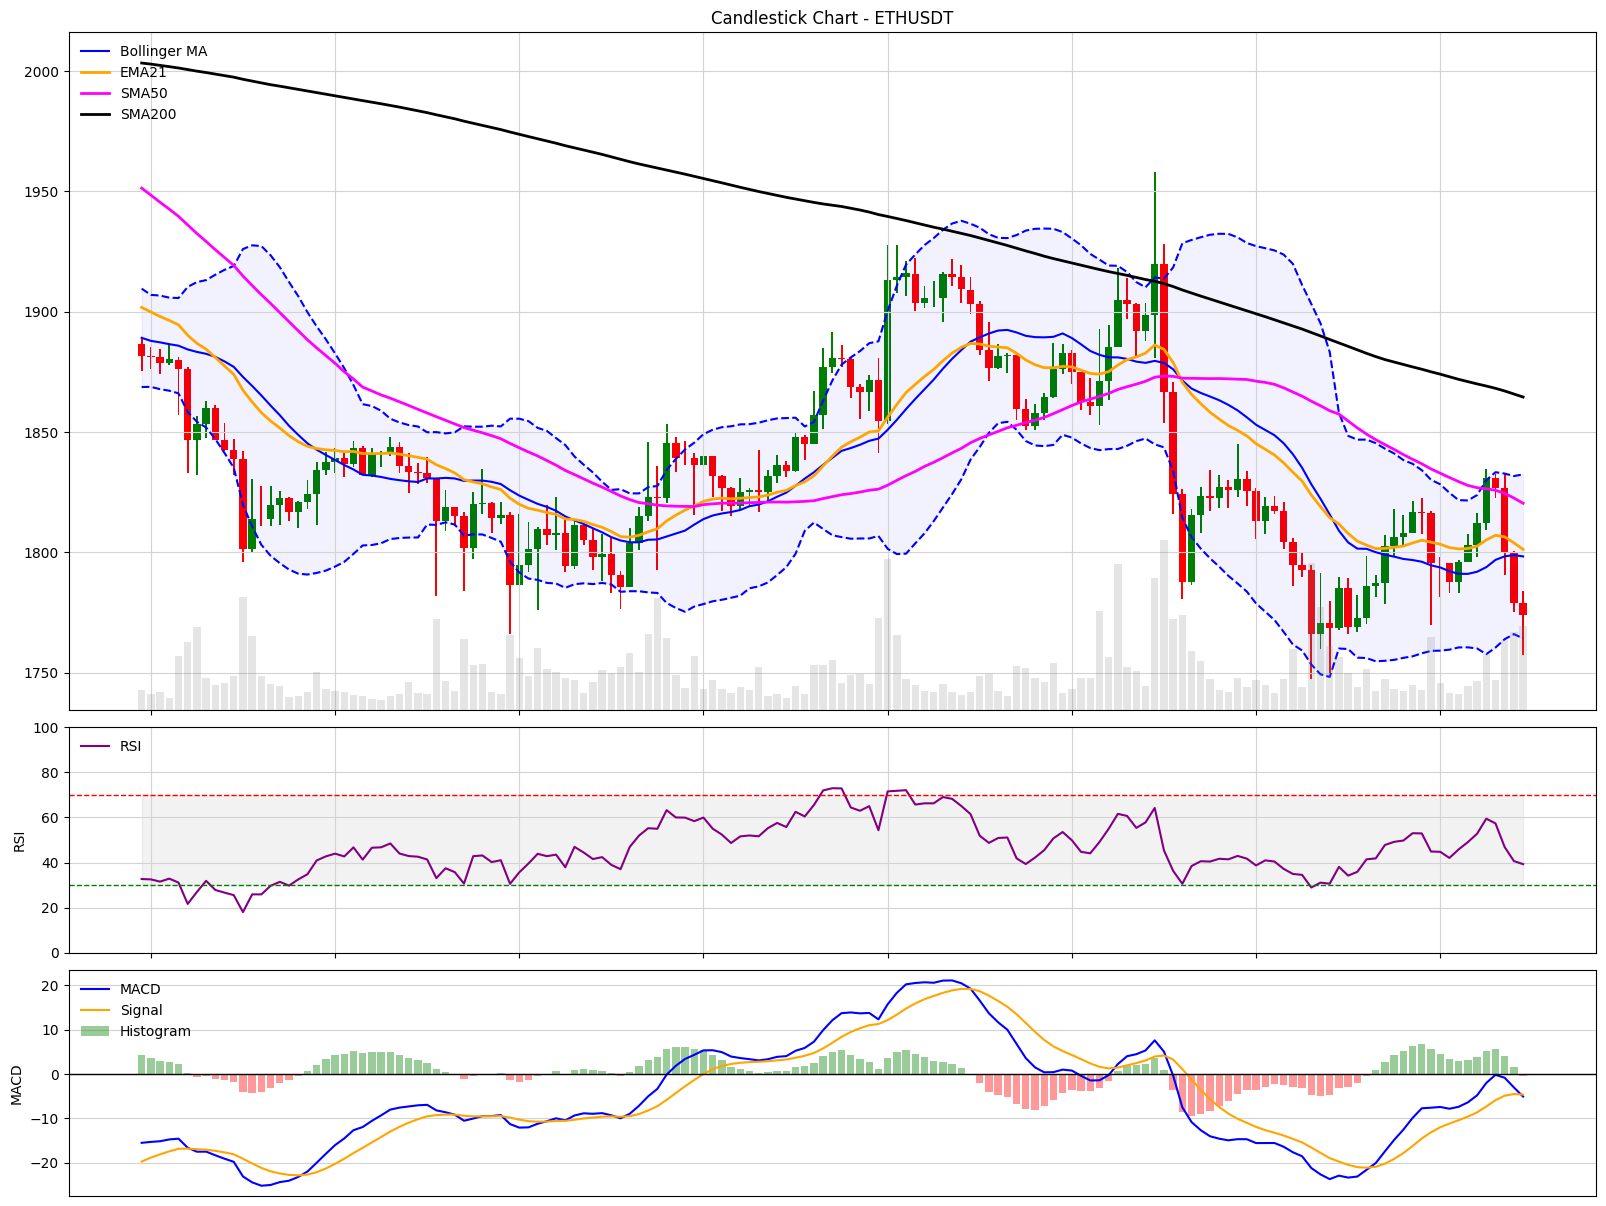 Candlestick Chart - ETHUSDT
Bollinger MA
EMA21
SMA50
SMA200
2000
1950
1900
1850
1800
1750
RSI
100
80
60
40
20
0
RSI
MACD
Signal
Histogram
20
10
0
−10
−20
MACD